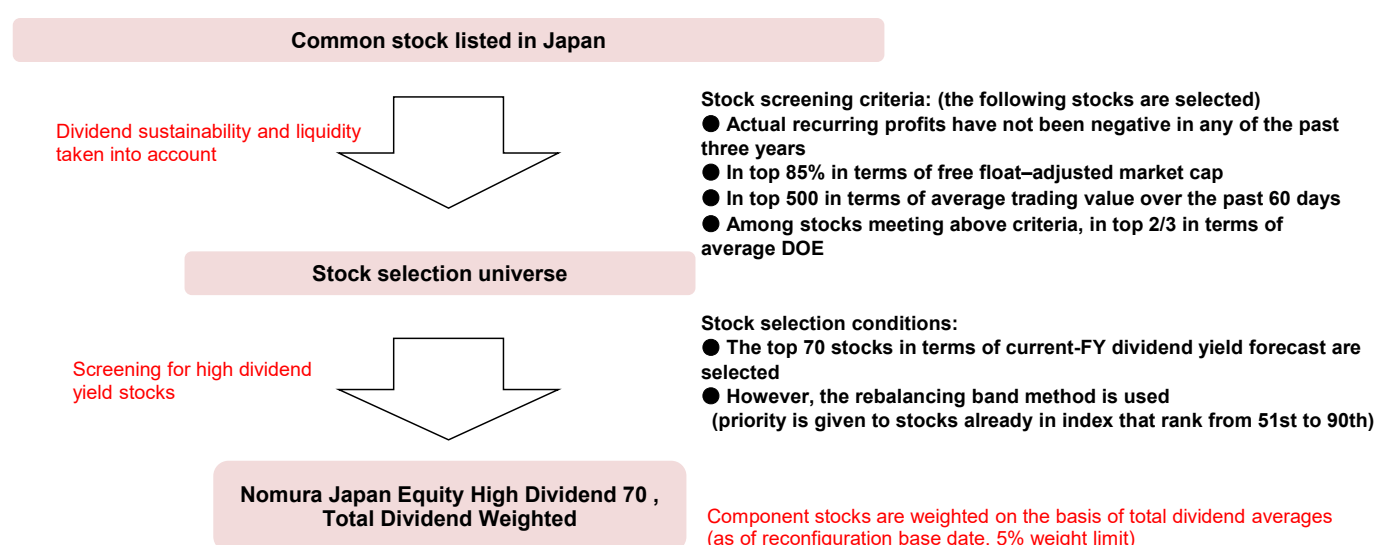 Common stock listed in Japan
Dividend sustainability and liquidity
taken into account
Stock screening criteria: (the following stocks are selected)
● Actual recurring profits have not been negative in any of the past
three years
● In top 85% in terms of free float–adjusted market cap
● In top 500 in terms of average trading value over the past 60 days
● Among stocks meeting above criteria, in top 2/3 in terms of
average DOE
Stock selection universe
Screening for high dividend
yield stocks
Stock selection conditions:
● The top 70 stocks in terms of current-FY dividend yield forecast are
selected
● However, the rebalancing band method is used
(priority is given to stocks already in index that rank from 51st to 90th)
Nomura Japan Equity High Dividend 70 ,
Total Dividend Weighted
Component stocks are weighted on the basis of total dividend averages
(as of reconfiguration base date, 5% weight limit)